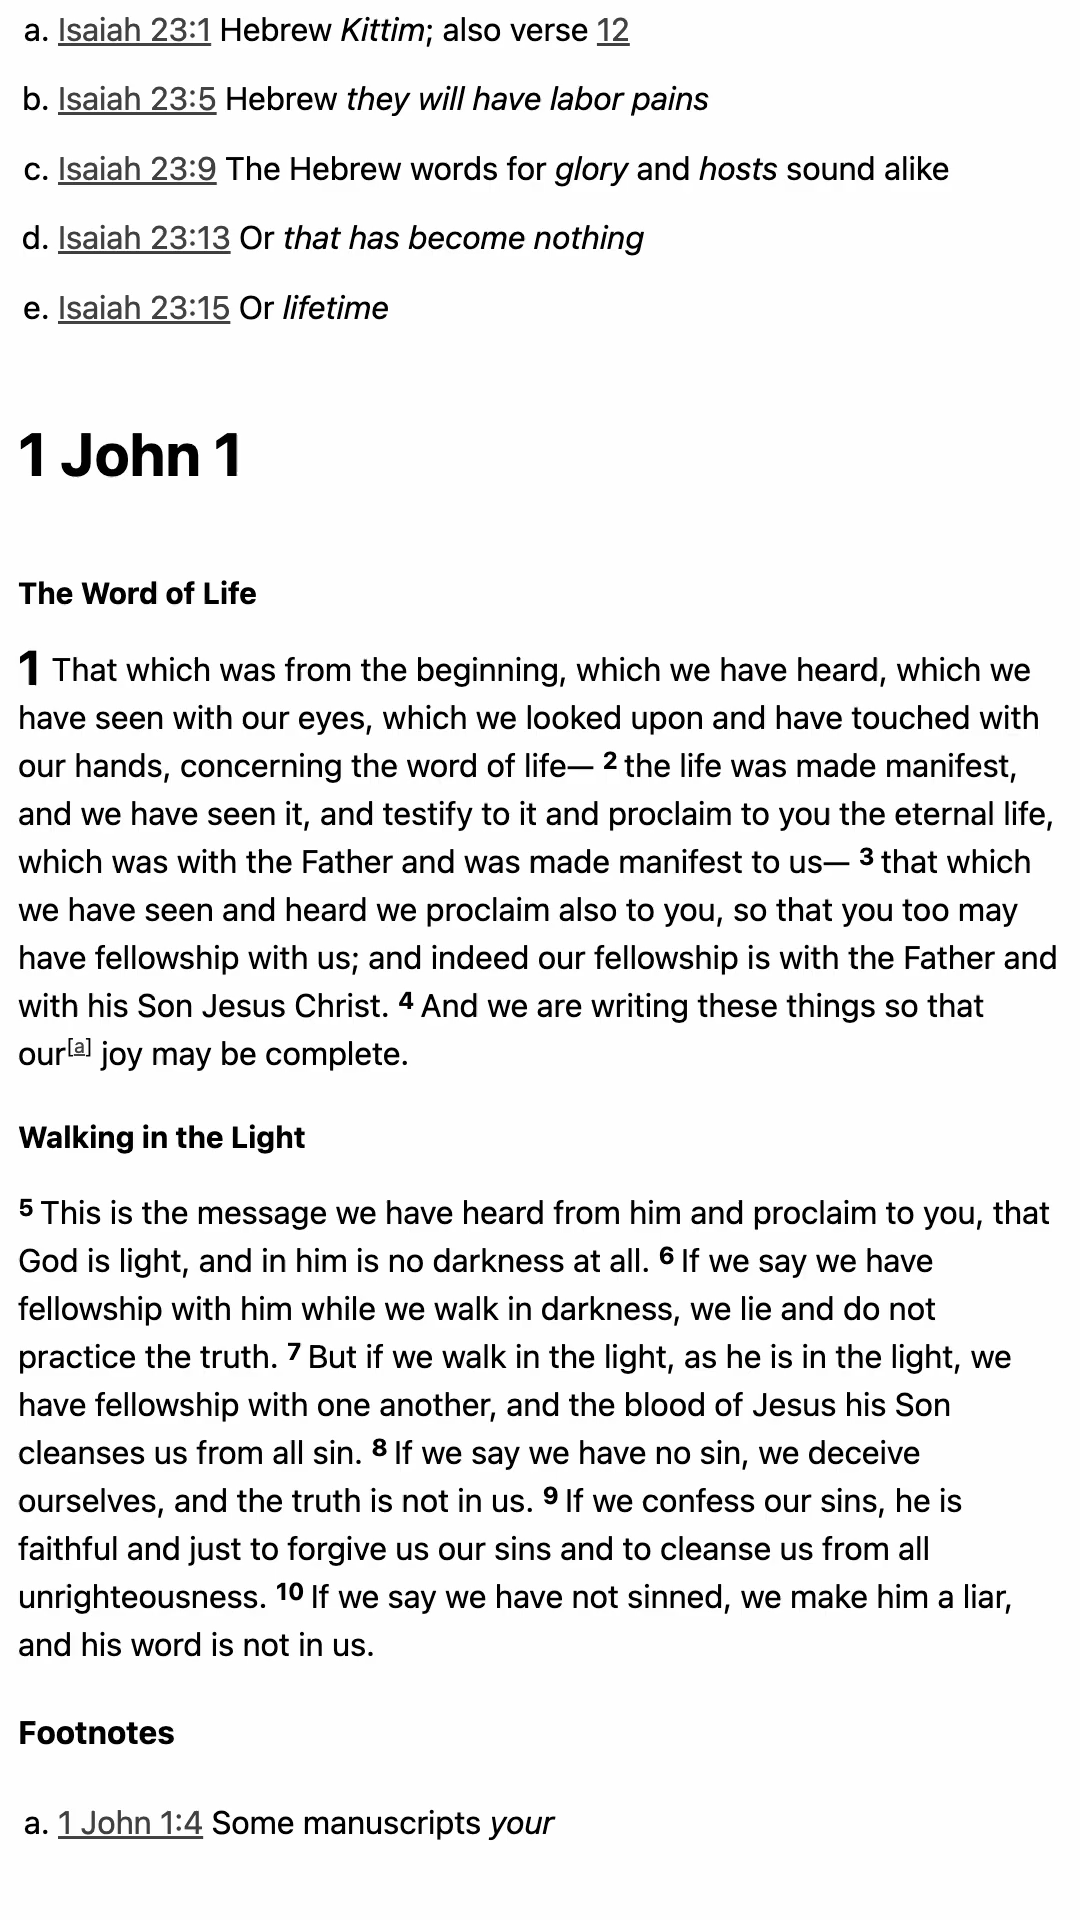 a. Isaiah 23:1 Hebrew Kittim; also verse 12
b. Isaiah 23:5 Hebrew they will have labor pains
c. Isaiah 23:9 The Hebrew words for glory and hosts sound alike
d. Isaiah 23:13 Or that has become nothing
e. Isaiah 23:15 Or lifetime
1 John 1
The Word of Life
1 That which was from the beginning, which we have heard, which we
have seen with our eyes, which we looked upon and have touched with
our hands, concerning the word of life— 2 the life was made manifest,
and we have seen it, and testify to it and proclaim to you the eternal life,
which was with the Father and was made manifest to us— 3 that which
we have seen and heard we proclaim also to you, so that you too may
have fellowship with us; and indeed our fellowship is with the Father and
with his Son Jesus Christ. 4 And we are writing these things so that
our[a] joy may be complete.
Walking in the Light
5 This is the message we have heard from him and proclaim to you, that
God is light, and in him is no darkness at all. 6 If we say we have
fellowship with him while we walk in darkness, we lie and do not
practice the truth. 7 But if we walk in the light, as he is in the light, we
have fellowship with one another, and the blood of Jesus his Son
cleanses us from all sin. 8 If we say we have no sin, we deceive
ourselves, and the truth is not in us. 9 If we confess our sins, he is
faithful and just to forgive us our sins and to cleanse us from all
unrighteousness. 10 If we say we have not sinned, we make him a liar,
and his word is not in us.
Footnotes
a. 1 John 1:4 Some manuscripts your